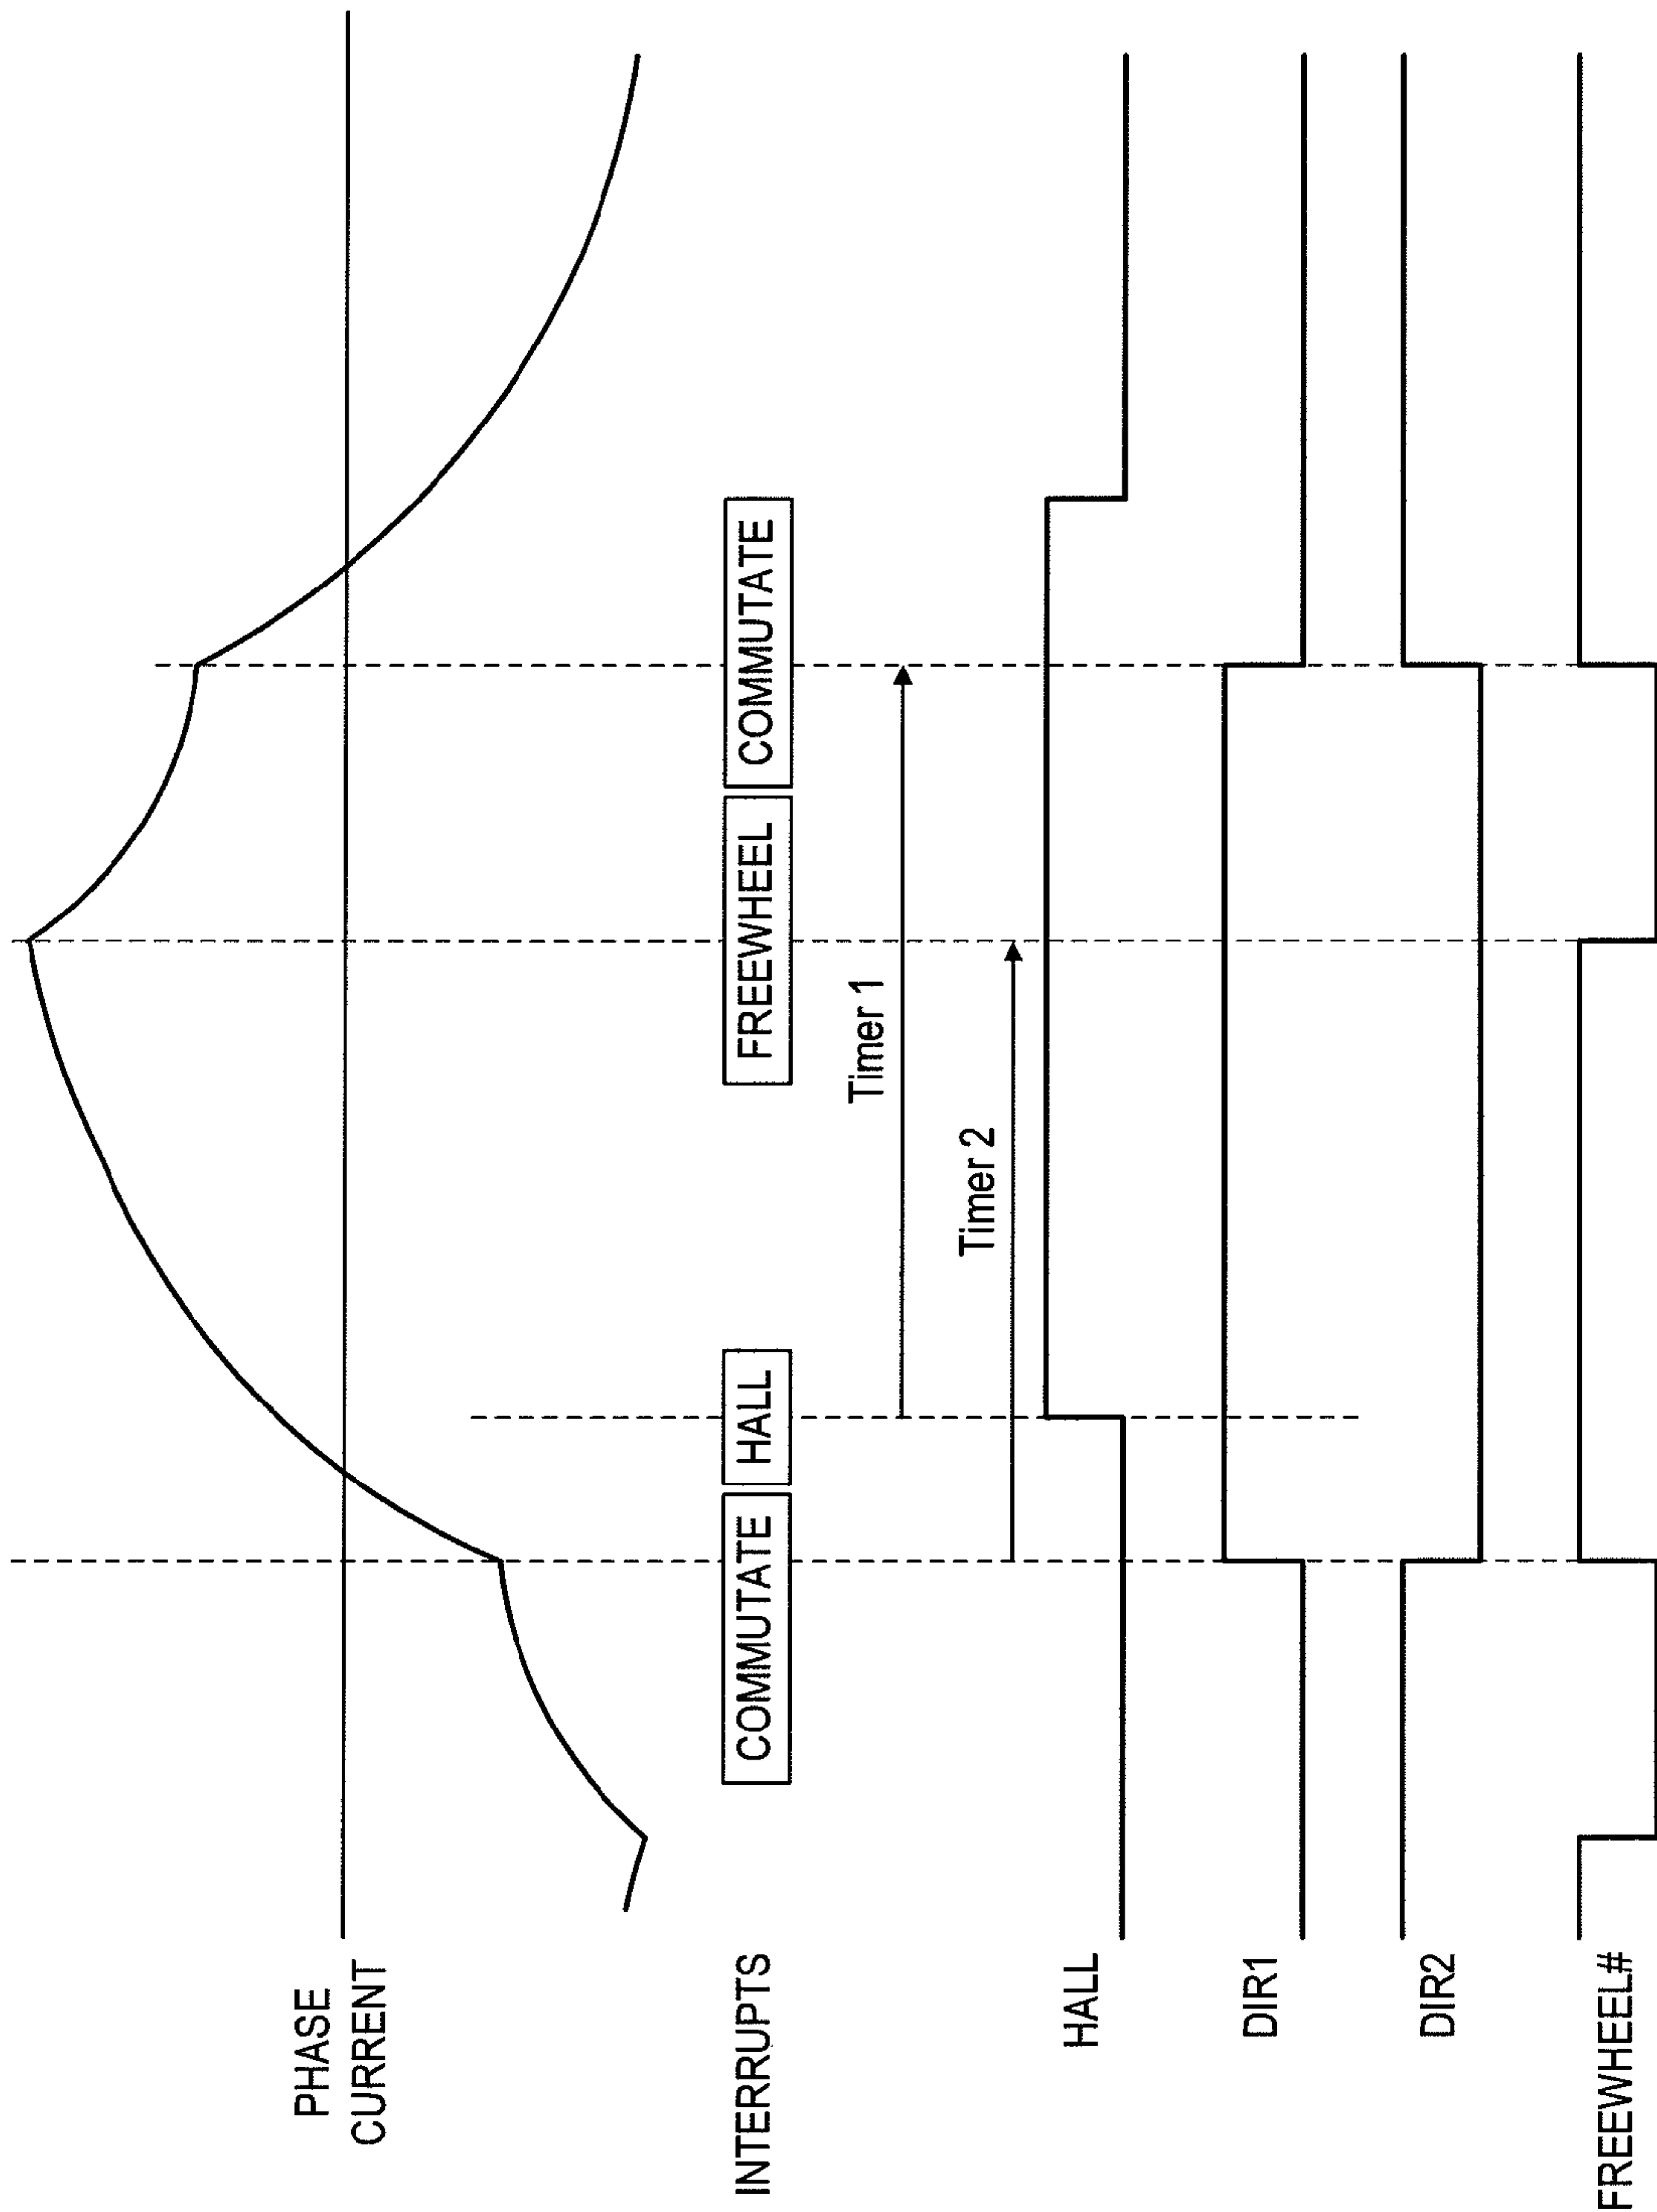 PHASE
CURRENT
INTERRUPTS
COMMUTATE
HALL
FREEWHEEL
COMMUTATE
Timer 1
Timer 2
HALL
DIR1
DIR2
FREEWHEEL#